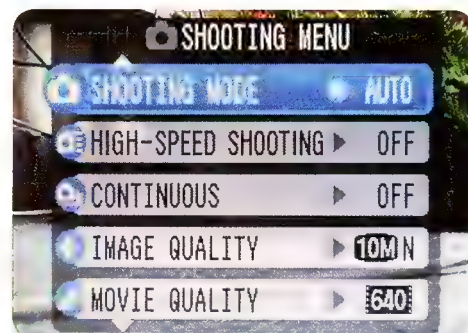 SHOOTING MENU
SHOOTING MODE AUTO
HIGH-SPEED SHOOTING OFF
CONTINUOUS OFF
IMAGE QUALITY 10M N
MOVIE QUALITY 640